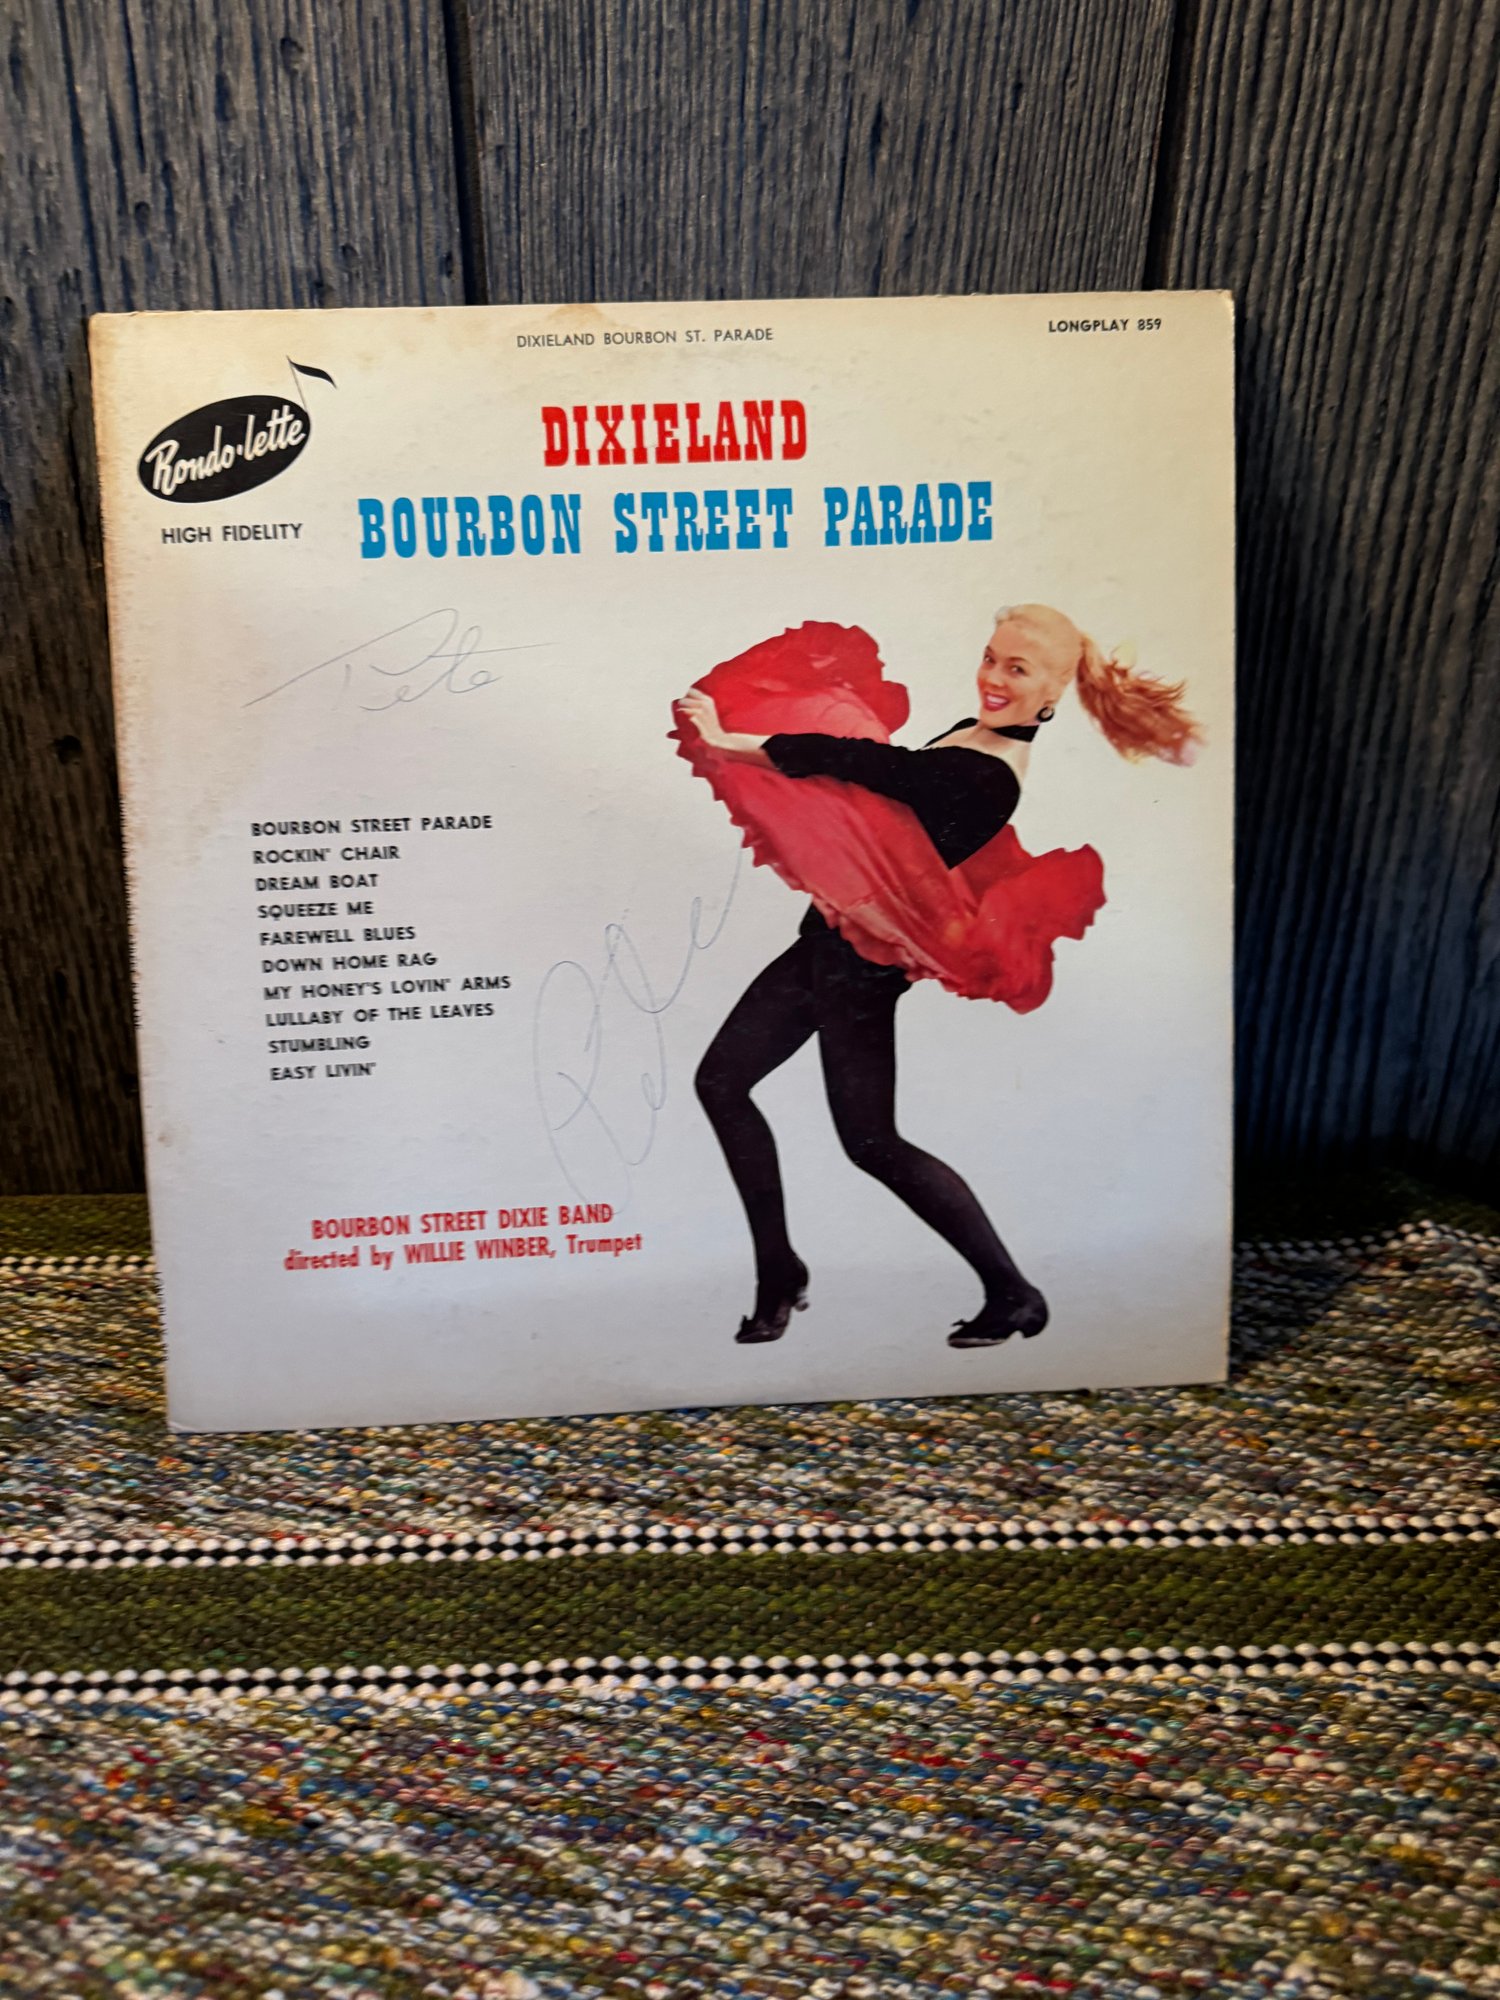 DIXIELAND BOURBON ST. PARADE
LONGPLAY 859
Rondo·lette
HIGH FIDELITY
DIXIELAND
BOURBON STREET PARADE
Pete
BOURBON STREET PARADE
ROCKIN' CHAIR
DREAM BOAT
SQUEEZE ME
FAREWELL BLUES
DOWN HOME RAG
MY HONEY'S LOVIN' ARMS
LULLABY OF THE LEAVES
STUMBLING
EASY LIVIN'
Pete
BOURBON STREET DIXIE BAND
directed by WILLIE WINBER, Trumpet